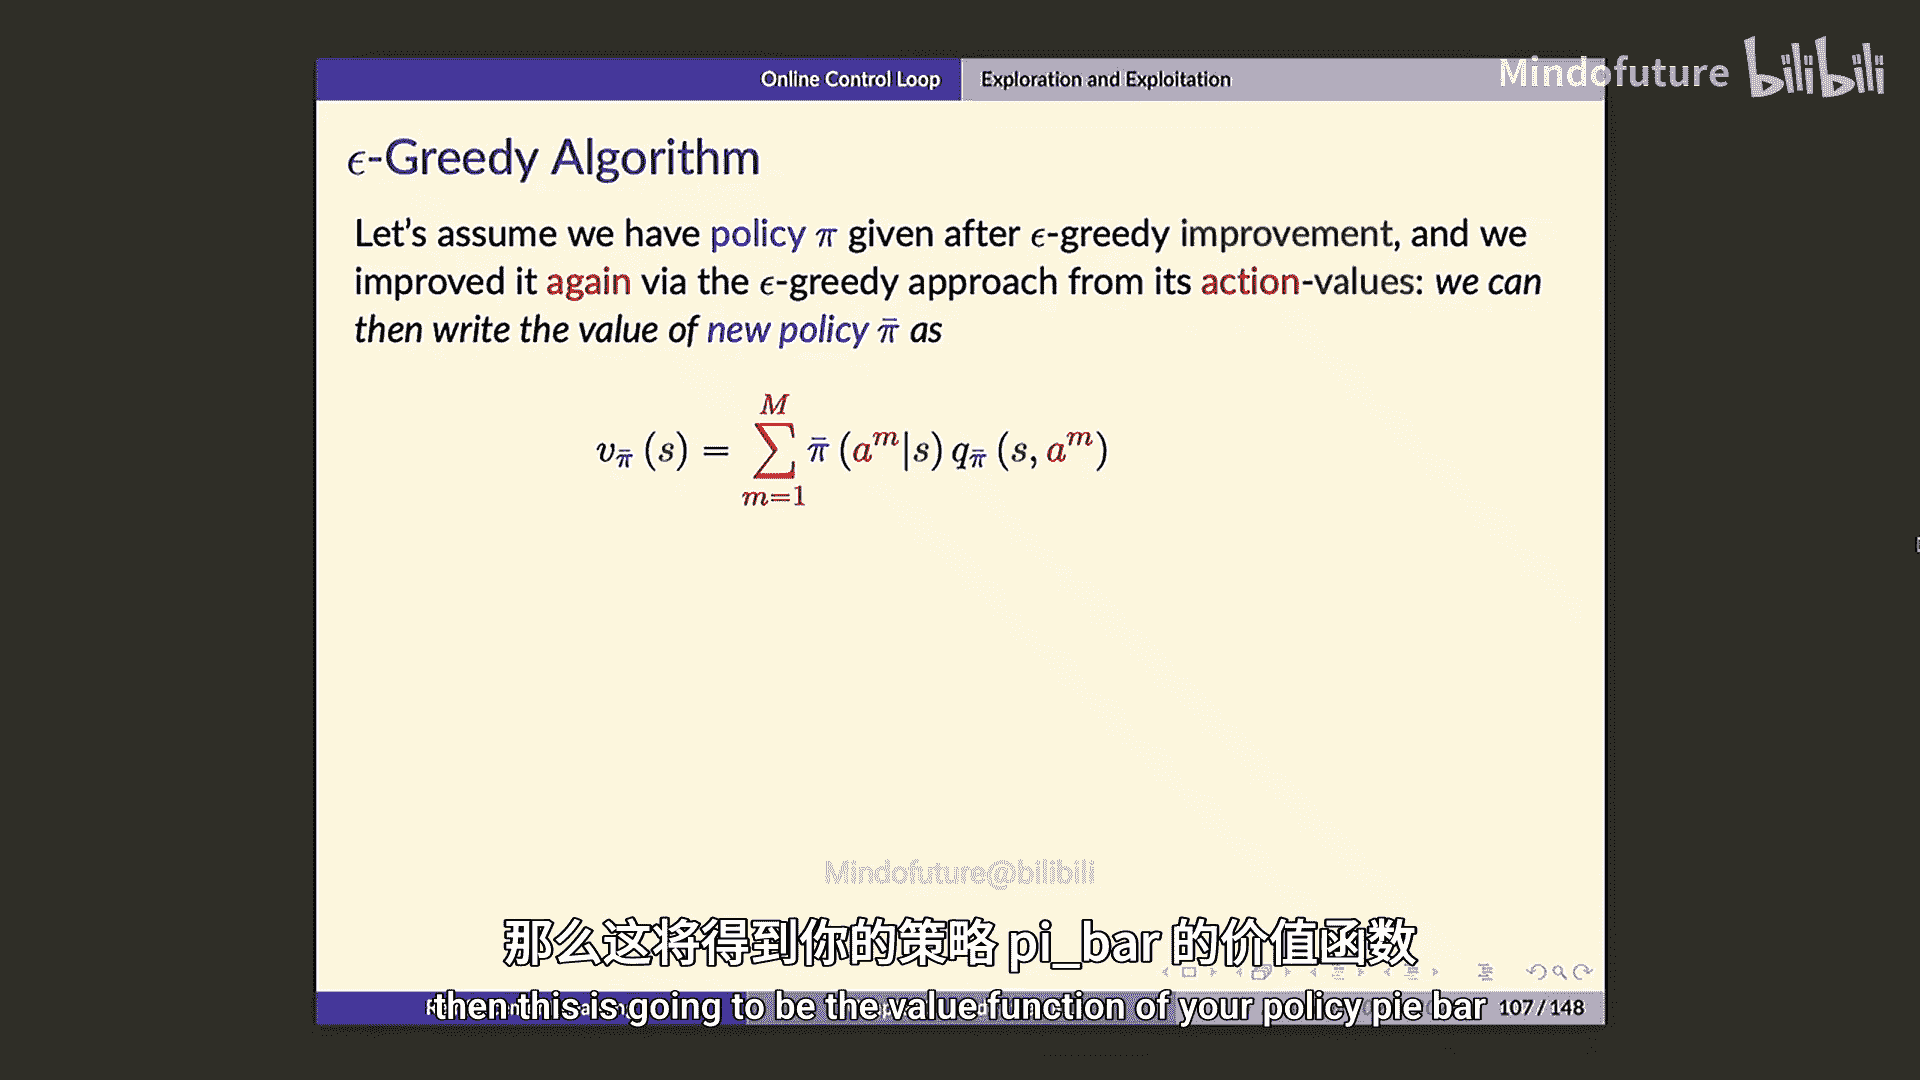 Online Control Loop Exploration and Exploitation
Mindofuture bilibili
ϵ-Greedy Algorithm
Let's assume we have policy π given after ϵ-greedy improvement, and we
improved it again via the ϵ-greedy approach from its action-values: we can
then write the value of new policy π̄ as
v_π̄ (s) = ∑_{m=1}^{M} π̄ (a^m|s) q_π̄ (s, a^m)
Mindofuture@bilibili
那么这将得到你的策略 pi_bar 的价值函数
then this is going to be the value function of your policy pie bar
107 / 148